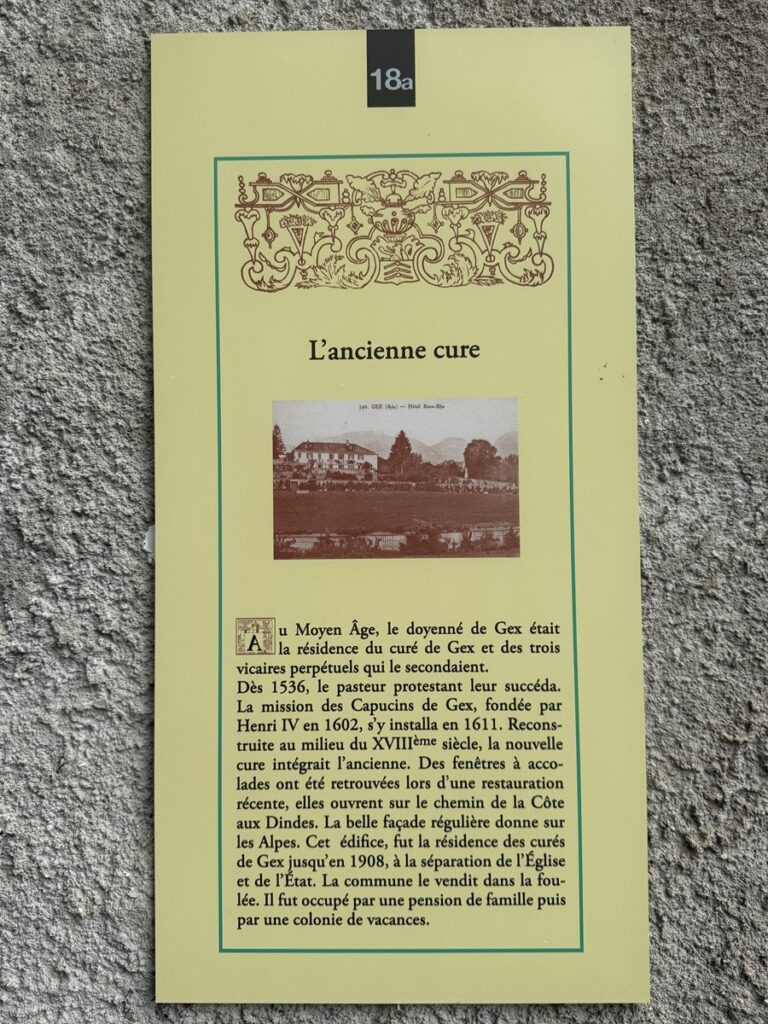 18a
L'ancienne cure
340. GEX (Ain) — Hôtel Beau-Site
Au Moyen Âge, le doyenné de Gex était
la résidence du curé de Gex et des trois
vicaires perpétuels qui le secondaient.
Dès 1536, le pasteur protestant leur succéda.
La mission des Capucins de Gex, fondée par
Henri IV en 1602, s'y installa en 1611. Recons-
truite au milieu du XVIIIème siècle, la nouvelle
cure intégrait l'ancienne. Des fenêtres à acco-
lades ont été retrouvées lors d'une restauration
récente, elles ouvrent sur le chemin de la Côte
aux Dindes. La belle façade régulière donne sur
les Alpes. Cet édifice, fut la résidence des curés
de Gex jusqu'en 1908, à la séparation de l'Église
et de l'État. La commune le vendit dans la fou-
lée. Il fut occupé par une pension de famille puis
par une colonie de vacances.